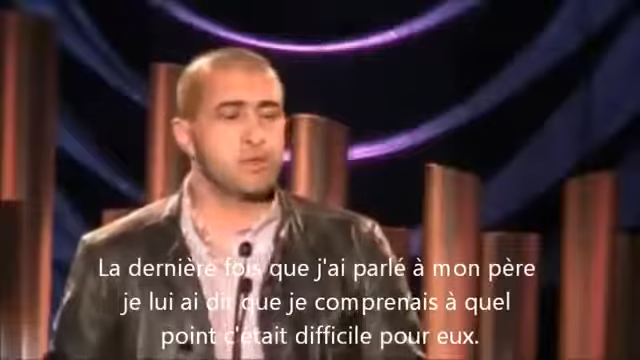 La dernière fois que j'ai parlé à mon père
je lui ai dit que je comprenais à quel
point c'était difficile pour eux.